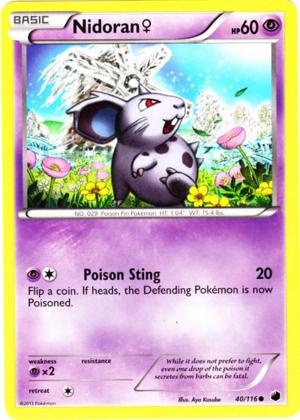 BASIC
Nidoran♀ HP60
NO. 029 Poison Pin Pokémon HT: 1'04" WT: 15.4 lbs.
Poison Sting 20
Flip a coin. If heads, the Defending Pokémon is now
Poisoned.
weakness resistance
×2
retreat
While it does not prefer to fight,
even one drop of the poison it
secretes from barbs can be fatal.
©2013 Pokémon
Illus. Aya Kusube 40/116